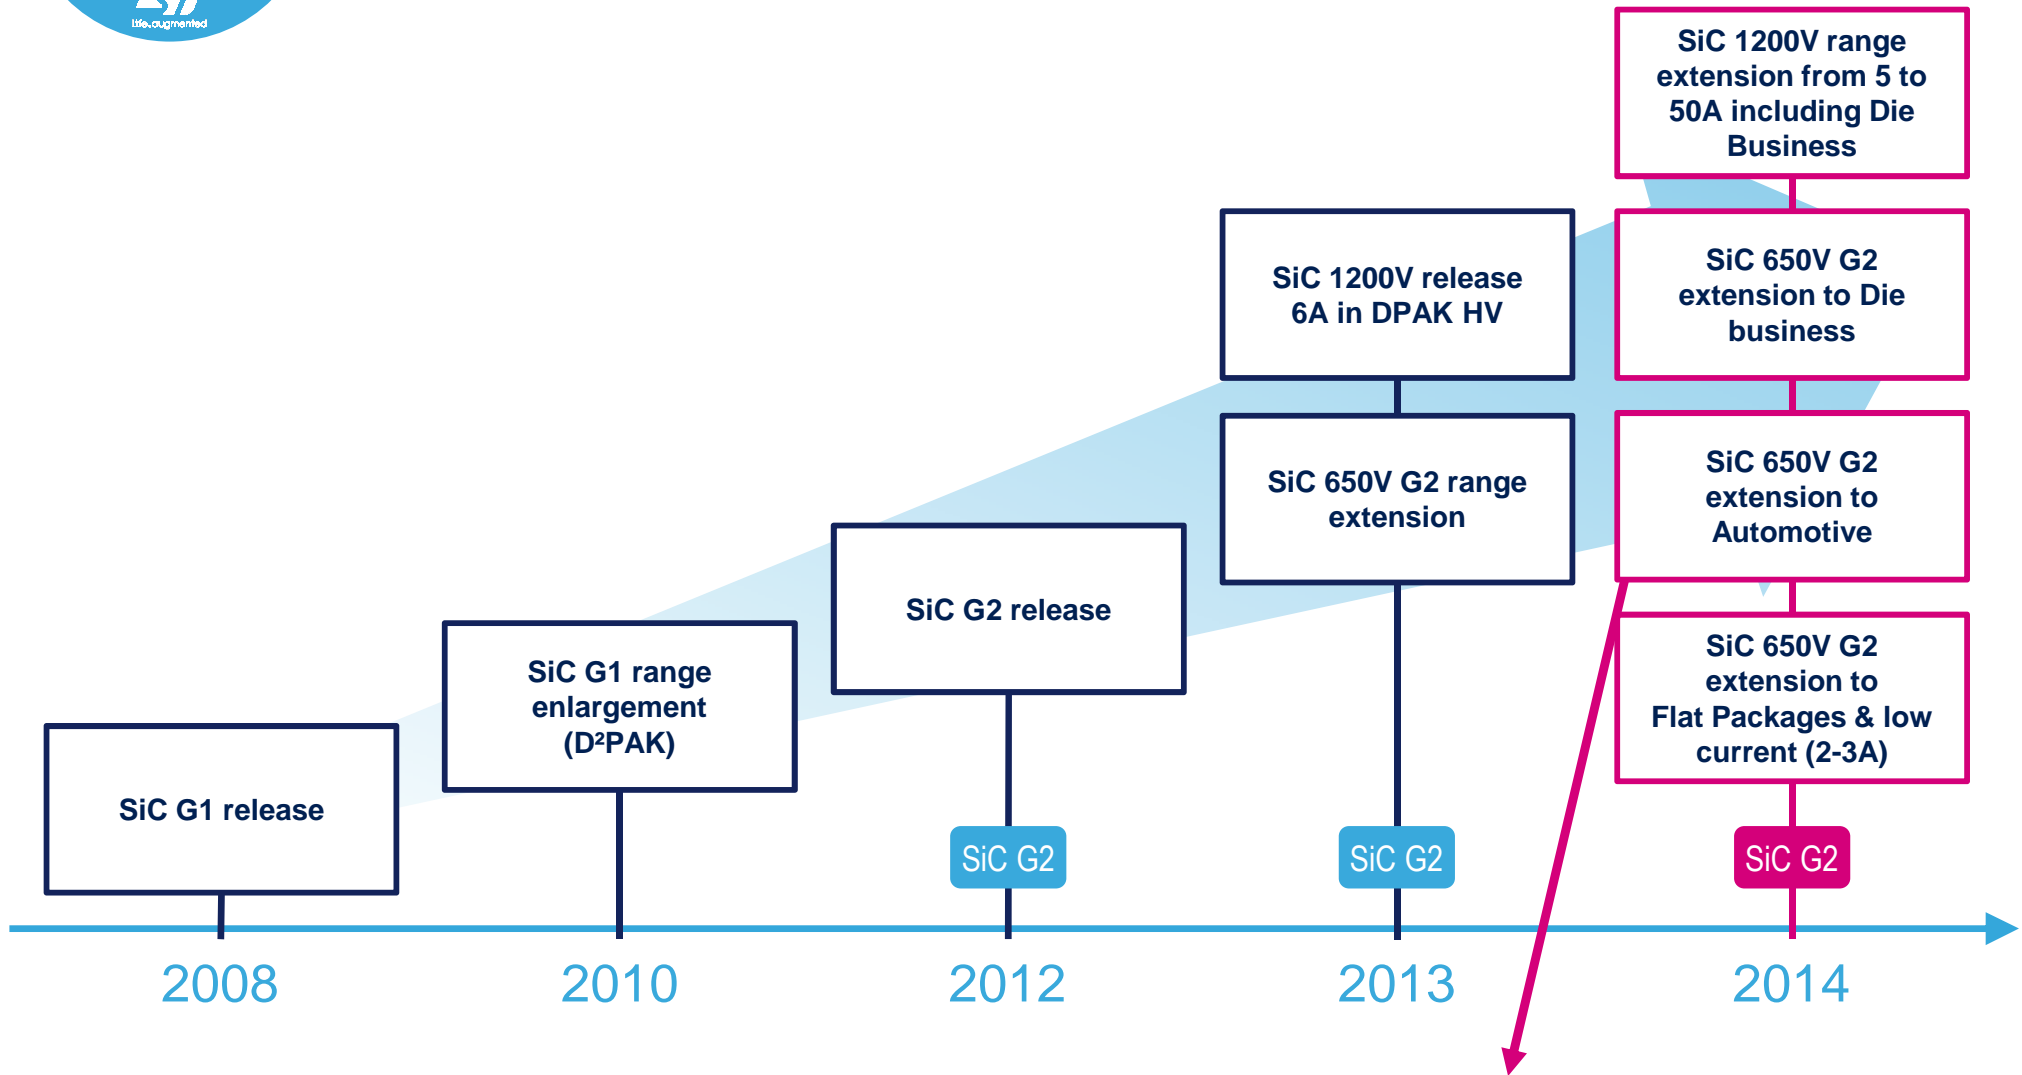 life.augmented
SiC 1200V range
extension from 5 to
50A including Die
Business
SiC 1200V release
6A in DPAK HV
SiC 650V G2
extension to Die
business
SiC 650V G2 range
extension
SiC 650V G2
extension to
Automotive
SiC G2 release
SiC G1 range
enlargement
(D²PAK)
SiC 650V G2
extension to
Flat Packages & low
current (2-3A)
SiC G1 release
SiC G2
SiC G2
SiC G2
2008
2010
2012
2013
2014